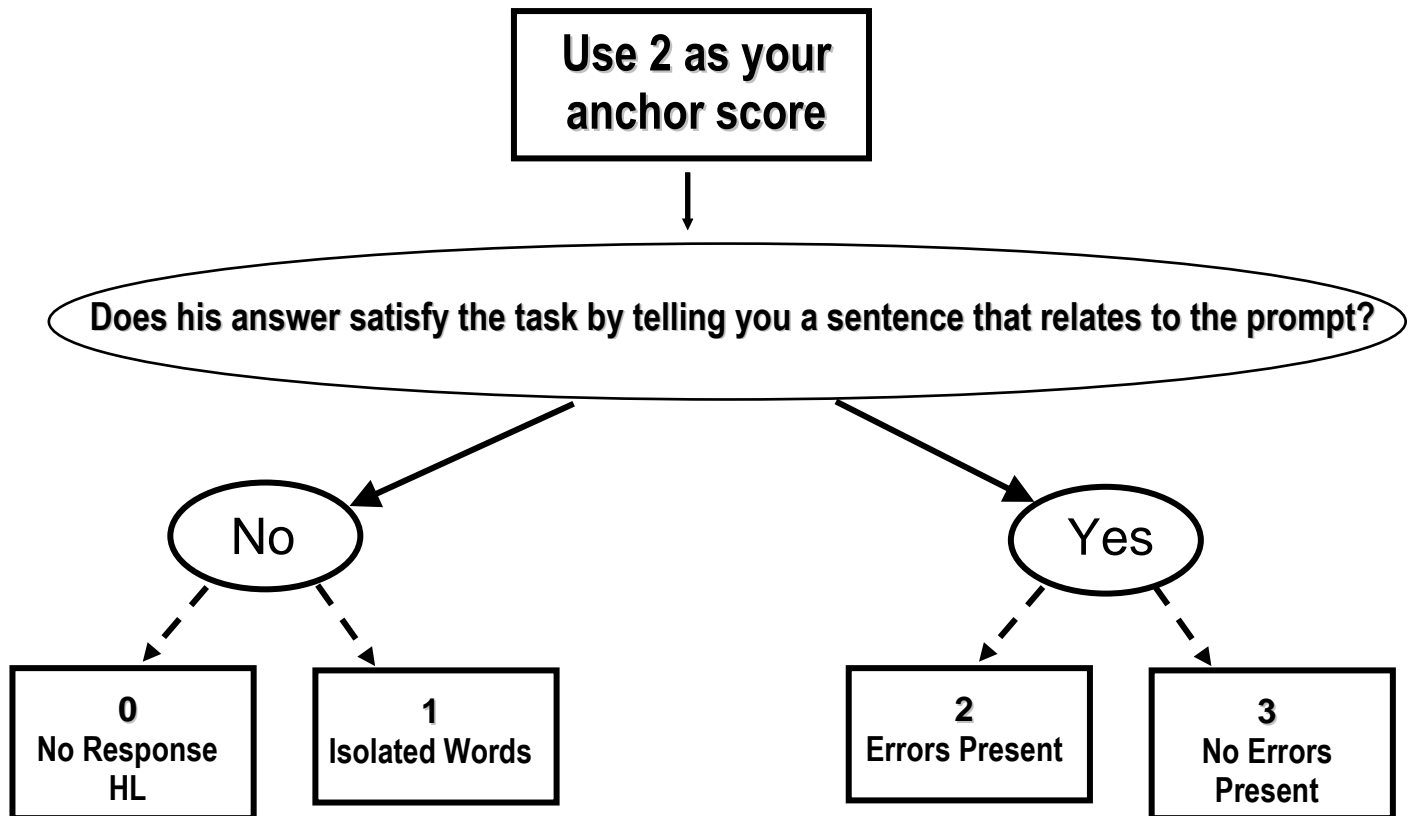 Use 2 as your
anchor score
Does his answer satisfy the task by telling you a sentence that relates to the prompt?
No
Yes
0
No Response
HL
1
Isolated Words
2
Errors Present
3
No Errors
Present